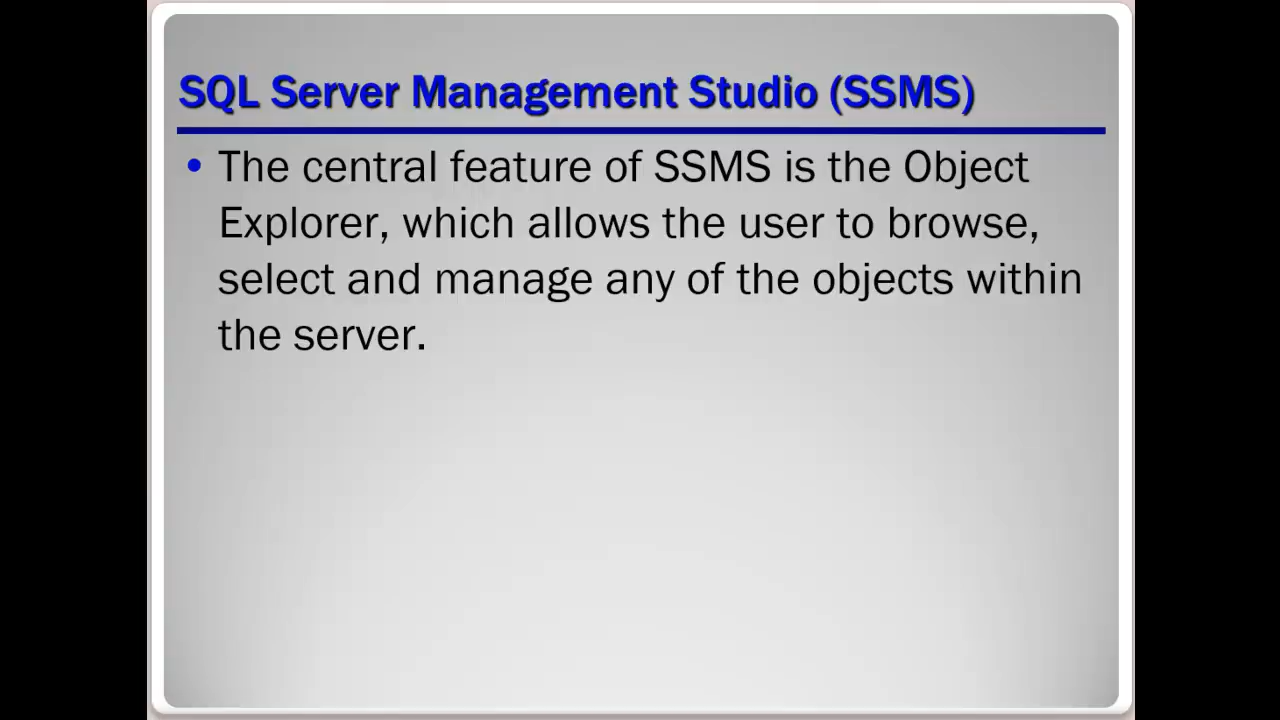 SQL Server Management Studio (SSMS)
• The central feature of SSMS is the Object
Explorer, which allows the user to browse,
select and manage any of the objects within
the server.